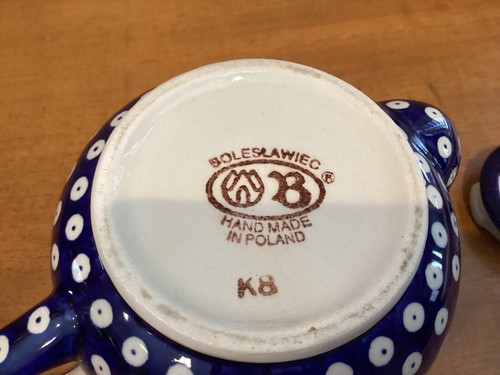 BOLESŁAWIEC
B ®
HAND MADE
IN POLAND
K8